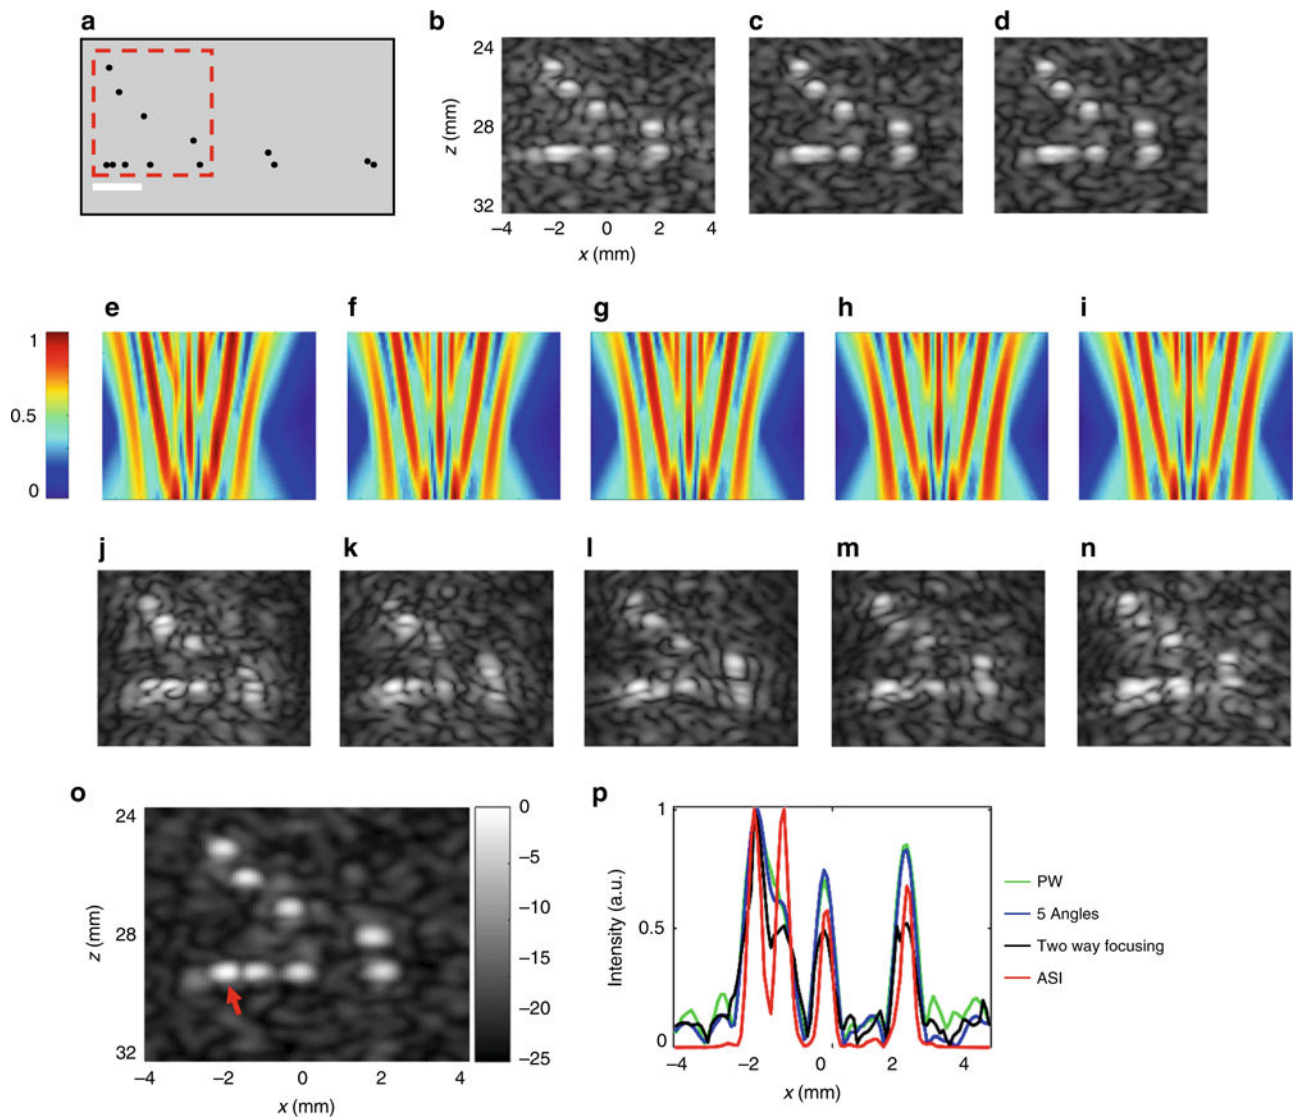 a
b
c
d
24
28
32
z (mm)
−4 −2 0 2 4
x (mm)
e
f
g
h
i
1
0.5
0
j
k
l
m
n
o
24
28
32
z (mm)
−4 −2 0 2 4
x (mm)
0
−5
−10
−15
−20
−25
p
1
0.5
0
Intensity (a.u.)
−4 −2 0 2 4
x (mm)
PW
5 Angles
Two way focusing
ASI